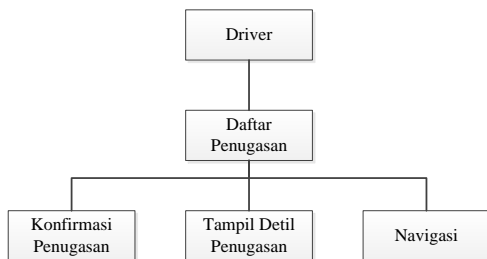 Driver
Daftar
Penugasan
Konfirmasi
Penugasan
Tampil Detil
Penugasan
Navigasi